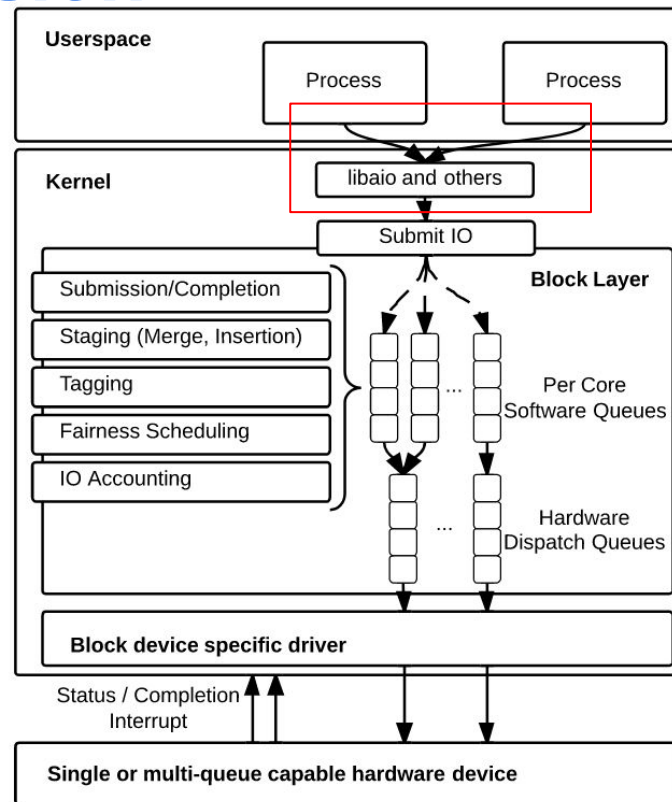 Userspace
Process
Process
Kernel
libaio and others
Submit IO
Block Layer
Submission/Completion
Staging (Merge, Insertion)
Tagging
Fairness Scheduling
IO Accounting
...
Per Core
Software Queues
...
Hardware
Dispatch Queues
Block device specific driver
Status / Completion
Interrupt
Single or multi-queue capable hardware device